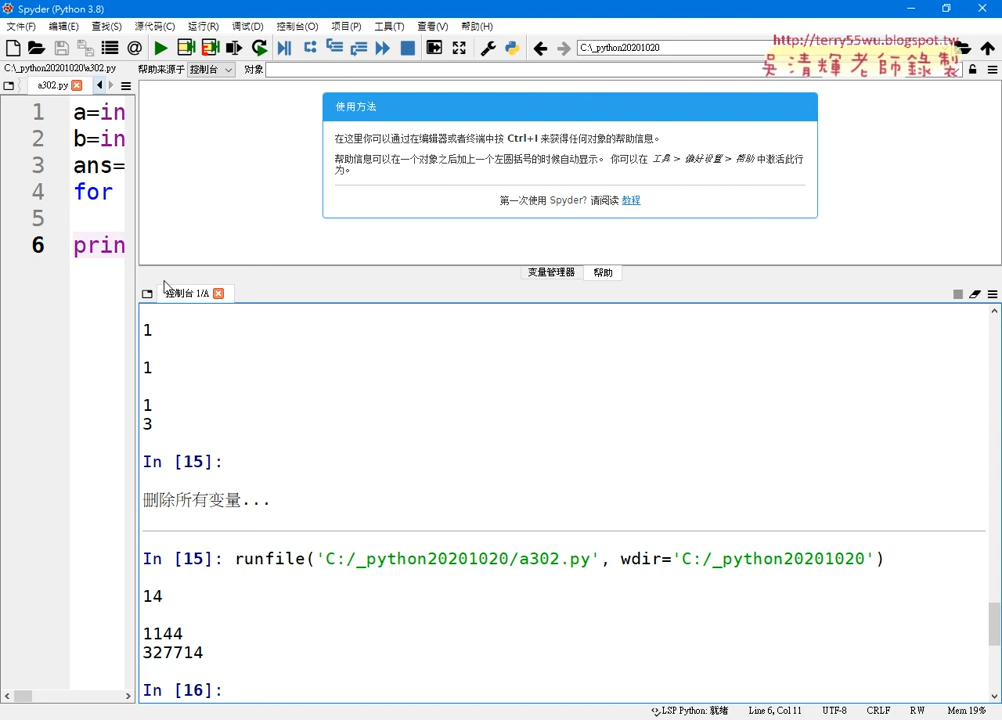 Spyder (Python 3.8)
文件(F) 编辑(E) 查找(S) 源代码(C) 运行(R) 调试(D) 控制台(O) 项目(P) 工具(T) 查看(V) 帮助(H)
C:\_python20201020
http://terry55wu.blogspot.tw
吳清輝老師錄製
C:\_python20201020\a302.py
帮助来源于 控制台 对象
a302.py
1 a=in
2 b=in
3 ans=
4 for
5
6 prin
使用方法
在这里你可以通过在编辑器或者终端中按 Ctrl+I 来获得任何对象的帮助信息。
帮助信息可以在一个对象之后加上一个左圆括号的时候自动显示。 你可以在 工具 > 偏好设置 > 帮助 中激活此行
为。
第一次使用 Spyder? 请阅读 教程
变量管理器 帮助
控制台 1/A
1
1
1
3
In [15]:
删除所有变量...
In [15]: runfile('C:/_python20201020/a302.py', wdir='C:/_python20201020')
14
1144
327714
In [16]:
LSP Python: 就绪 Line 6, Col 11 UTF-8 CRLF RW Mem 19%